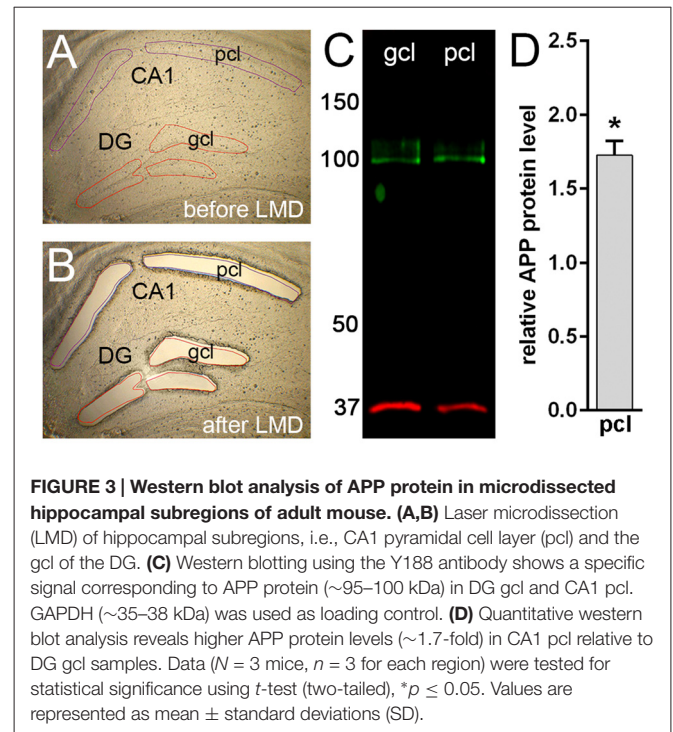 A
pcl
CA1
DG
gcl
before LMD
B
pcl
CA1
DG
gcl
after LMD
C
gcl pcl
150
100
50
37
D
2.5
2.0
1.5
1.0
0.5
0.0
relative APP protein level
*
pcl
FIGURE 3 | Western blot analysis of APP protein in microdissected
hippocampal subregions of adult mouse. (A,B) Laser microdissection
(LMD) of hippocampal subregions, i.e., CA1 pyramidal cell layer (pcl) and the
gcl of the DG. (C) Western blotting using the Y188 antibody shows a specific
signal corresponding to APP protein (∼95–100 kDa) in DG gcl and CA1 pcl.
GAPDH (∼35–38 kDa) was used as loading control. (D) Quantitative western
blot analysis reveals higher APP protein levels (∼1.7-fold) in CA1 pcl relative to
DG gcl samples. Data (N = 3 mice, n = 3 for each region) were tested for
statistical significance using t-test (two-tailed), *p ≤ 0.05. Values are
represented as mean ± standard deviations (SD).